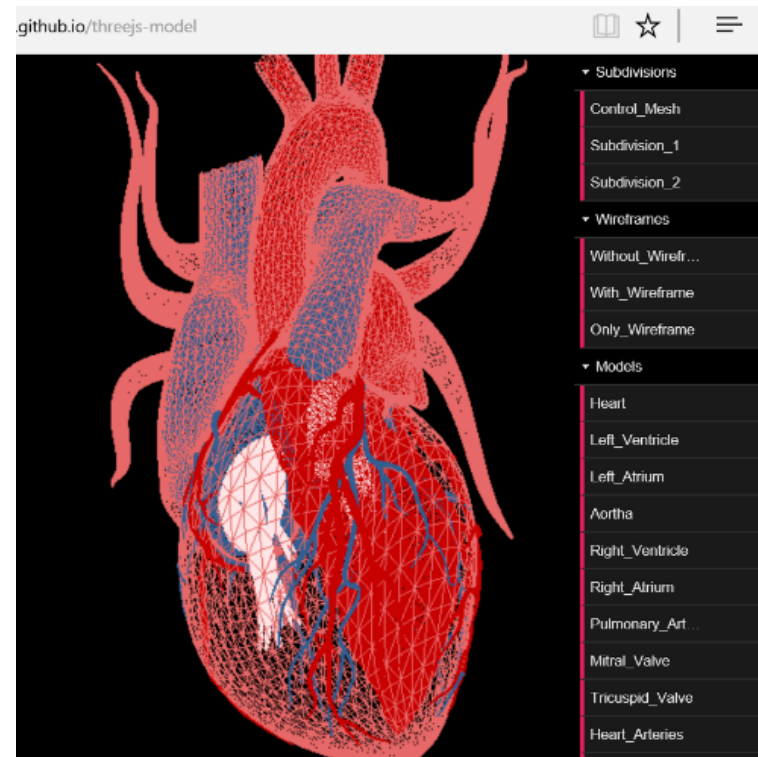 .github.io/threejs-model
Subdivisions
Control_Mesh
Subdivision_1
Subdivision_2
Wireframes
Without_Wirefr...
With_Wireframe
Only_Wireframe
Models
Heart
Left_Ventricle
Left_Atrium
Aortha
Right_Ventricle
Right_Atrium
Pulmonary_Art...
Mitral_Valve
Tricuspid_Valve
Heart_Arteries